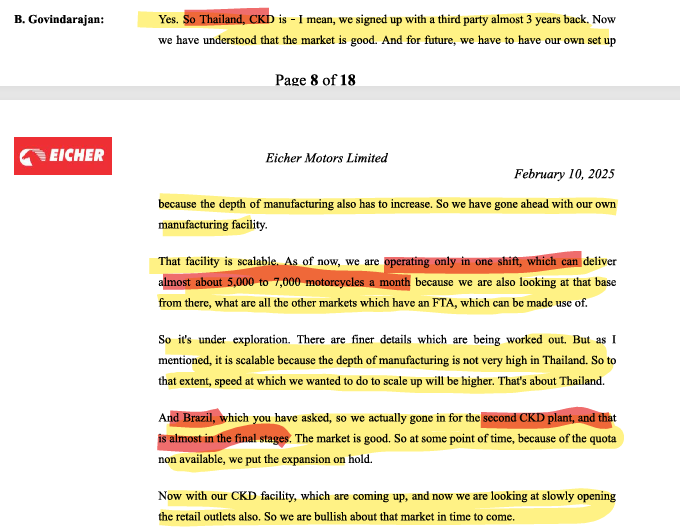 B. Govindarajan:
Yes. So Thailand, CKD is - I mean, we signed up with a third party almost 3 years back. Now
we have understood that the market is good. And for future, we have to have our own set up
Page 8 of 18
EICHER
Eicher Motors Limited
February 10, 2025
because the depth of manufacturing also has to increase. So we have gone ahead with our own
manufacturing facility.
That facility is scalable. As of now, we are operating only in one shift, which can deliver
almost about 5,000 to 7,000 motorcycles a month because we are also looking at that base
from there, what are all the other markets which have an FTA, which can be made use of.
So it's under exploration. There are finer details which are being worked out. But as I
mentioned, it is scalable because the depth of manufacturing is not very high in Thailand. So to
that extent, speed at which we wanted to do to scale up will be higher. That's about Thailand.
And Brazil, which you have asked, so we actually gone in for the second CKD plant, and that
is almost in the final stages. The market is good. So at some point of time, because of the quota
non available, we put the expansion on hold.
Now with our CKD facility, which are coming up, and now we are looking at slowly opening
the retail outlets also. So we are bullish about that market in time to come.